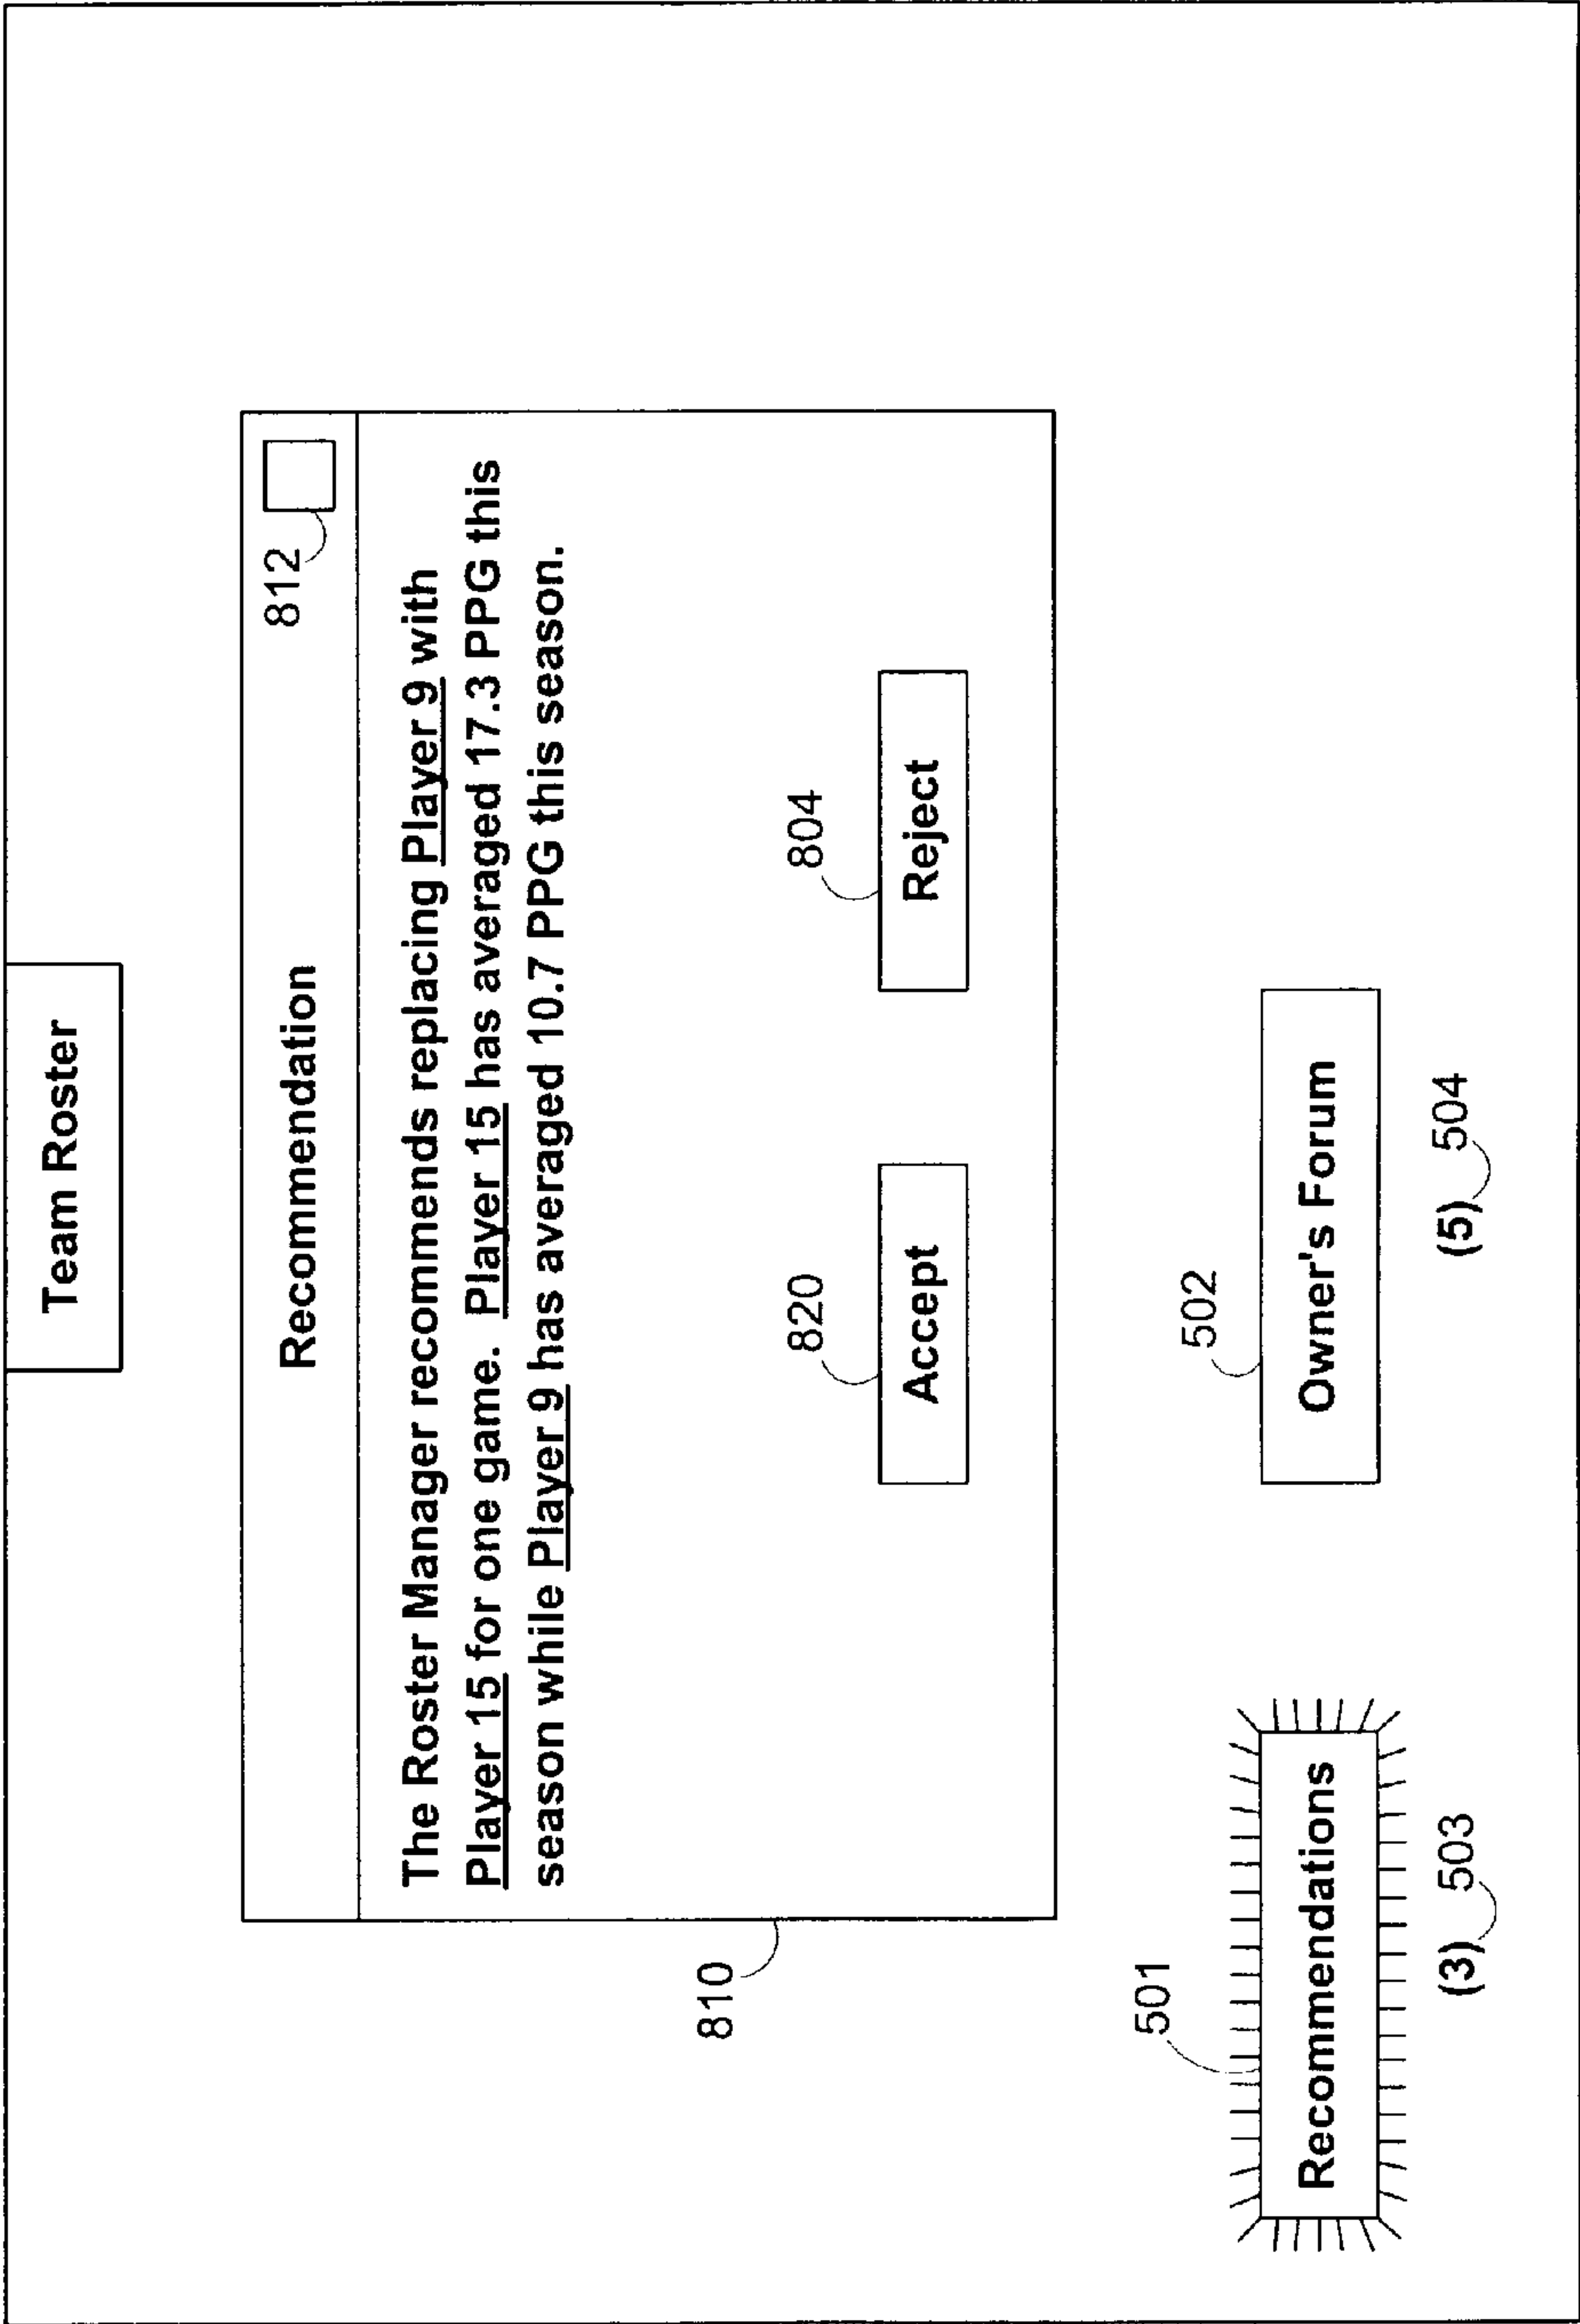 Team Roster
Recommendation
812
The Roster Manager recommends replacing Player 9 with
Player 15 for one game. Player 15 has averaged 17.3 PPG this
season while Player 9 has averaged 10.7 PPG this season.
810
820
804
Accept
Reject
501
502
Recommendations
Owner's Forum
(3) 503
(5) 504